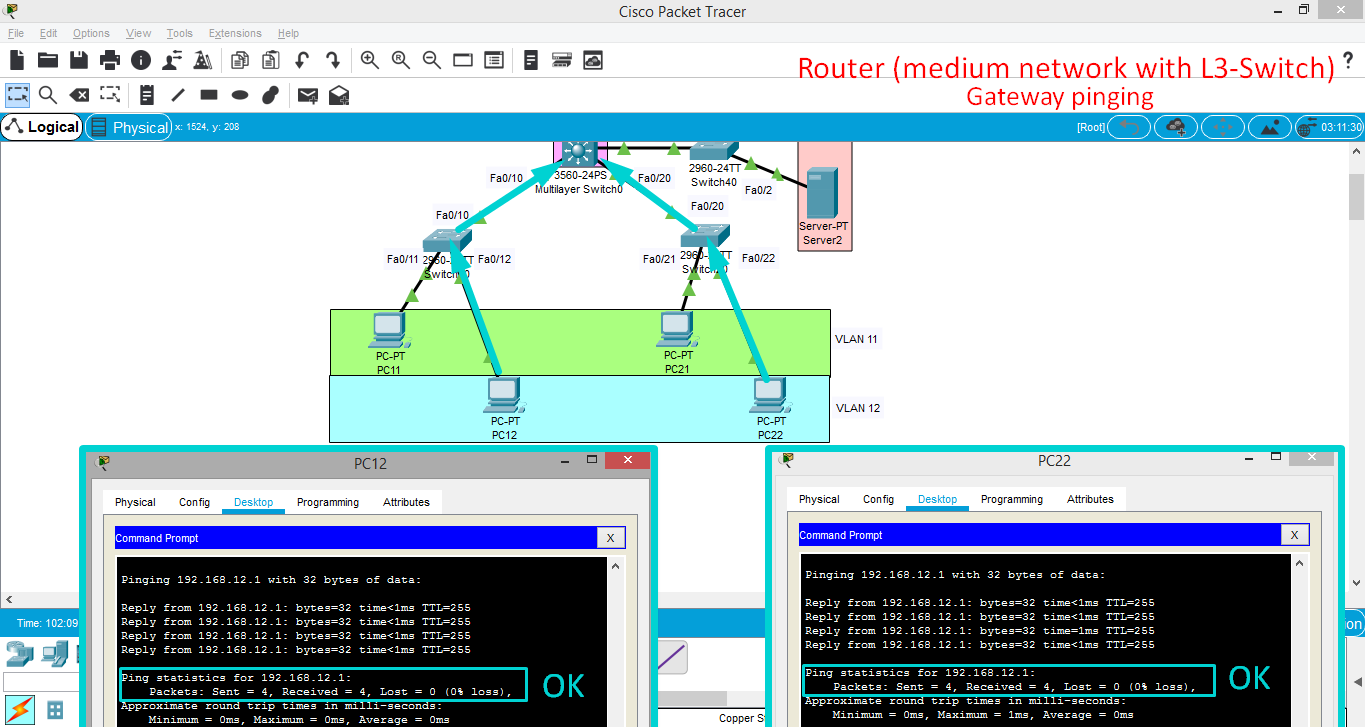 Cisco Packet Tracer
File Edit Options View Tools Extensions Help
Router (medium network with L3-Switch)
?
Gateway pinging
Logical Physical x: 1524, y: 208 [Root] 03:11:30
3560-24PS
Multilayer Switch0
Fa0/10
Fa0/20
2960-24TT
Switch40
Fa0/2
Server-PT
Server2
Fa0/10
Fa0/20
Fa0/11
Fa0/12
Fa0/21
Fa0/22
PC-PT
PC11
PC-PT
PC21
VLAN 11
PC-PT
PC12
PC-PT
PC22
VLAN 12
PC12
Physical Config Desktop Programming Attributes
Command Prompt X
Pinging 192.168.12.1 with 32 bytes of data:
Reply from 192.168.12.1: bytes=32 time<1ms TTL=255
Reply from 192.168.12.1: bytes=32 time<1ms TTL=255
Reply from 192.168.12.1: bytes=32 time<1ms TTL=255
Reply from 192.168.12.1: bytes=32 time<1ms TTL=255
Ping statistics for 192.168.12.1:
Packets: Sent = 4, Received = 4, Lost = 0 (0% loss),
Approximate round trip times in milli-seconds:
Minimum = 0ms, Maximum = 0ms, Average = 0ms
OK
PC22
Physical Config Desktop Programming Attributes
Command Prompt X
Pinging 192.168.12.1 with 32 bytes of data:
Reply from 192.168.12.1: bytes=32 time<1ms TTL=255
Reply from 192.168.12.1: bytes=32 time<1ms TTL=255
Reply from 192.168.12.1: bytes=32 time<1ms TTL=255
Reply from 192.168.12.1: bytes=32 time<1ms TTL=255
Ping statistics for 192.168.12.1:
Packets: Sent = 4, Received = 4, Lost = 0 (0% loss),
Approximate round trip times in milli-seconds:
Minimum = 0ms, Maximum = 1ms, Average = 0ms
OK
Time: 102:09
Copper